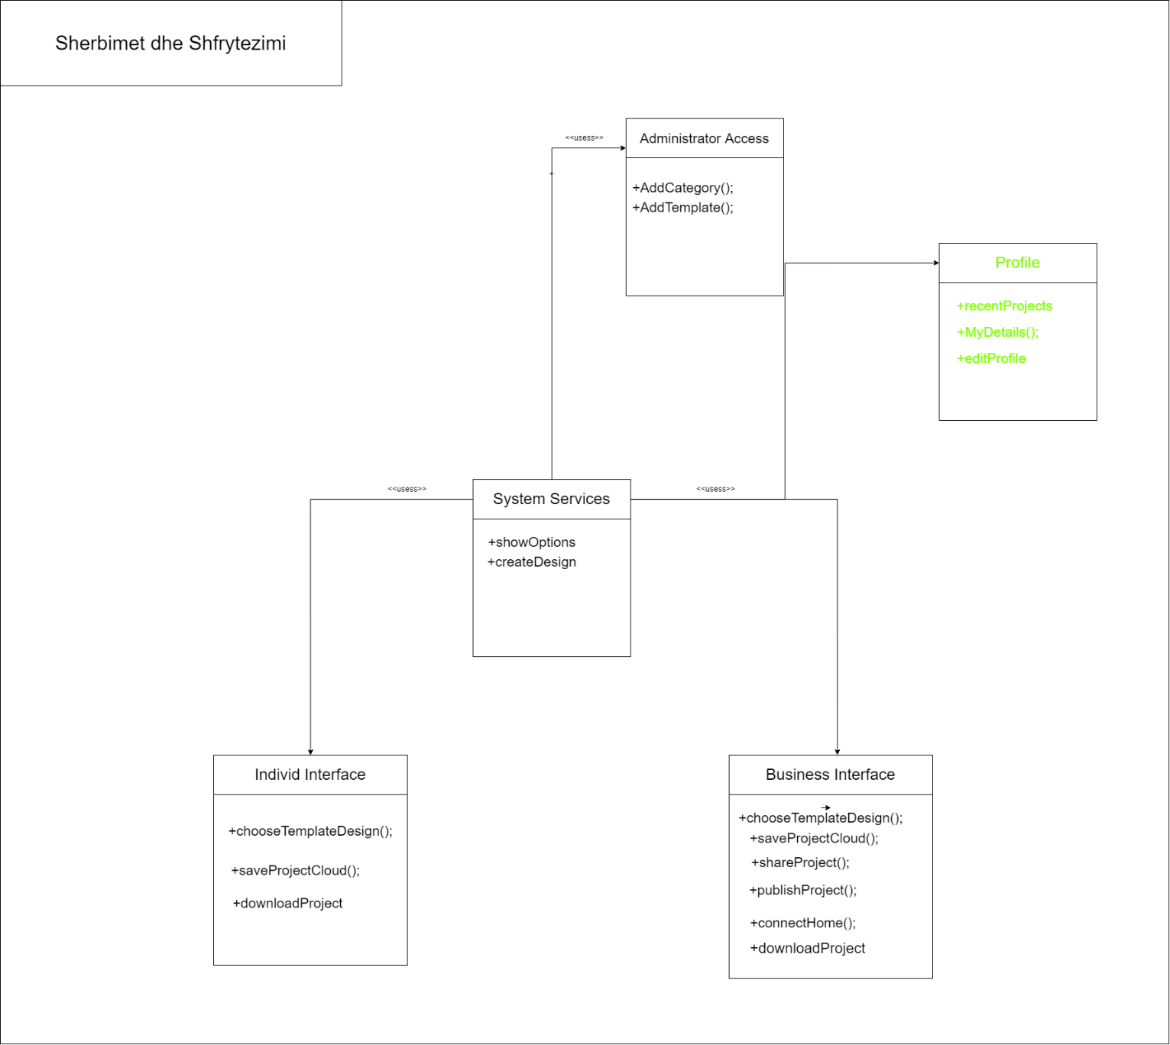 Sherbimet dhe Shfrytezimi
<<usess>>
Administrator Access
+AddCategory();
+AddTemplate();
Profile
+recentProjects
+MyDetails();
+editProfile
<<usess>>
<<usess>>
System Services
+showOptions
+createDesign
Individ Interface
+chooseTemplateDesign();
+saveProjectCloud();
+downloadProject
Business Interface
+chooseTemplateDesign();
+saveProjectCloud();
+shareProject();
+publishProject();
+connectHome();
+downloadProject